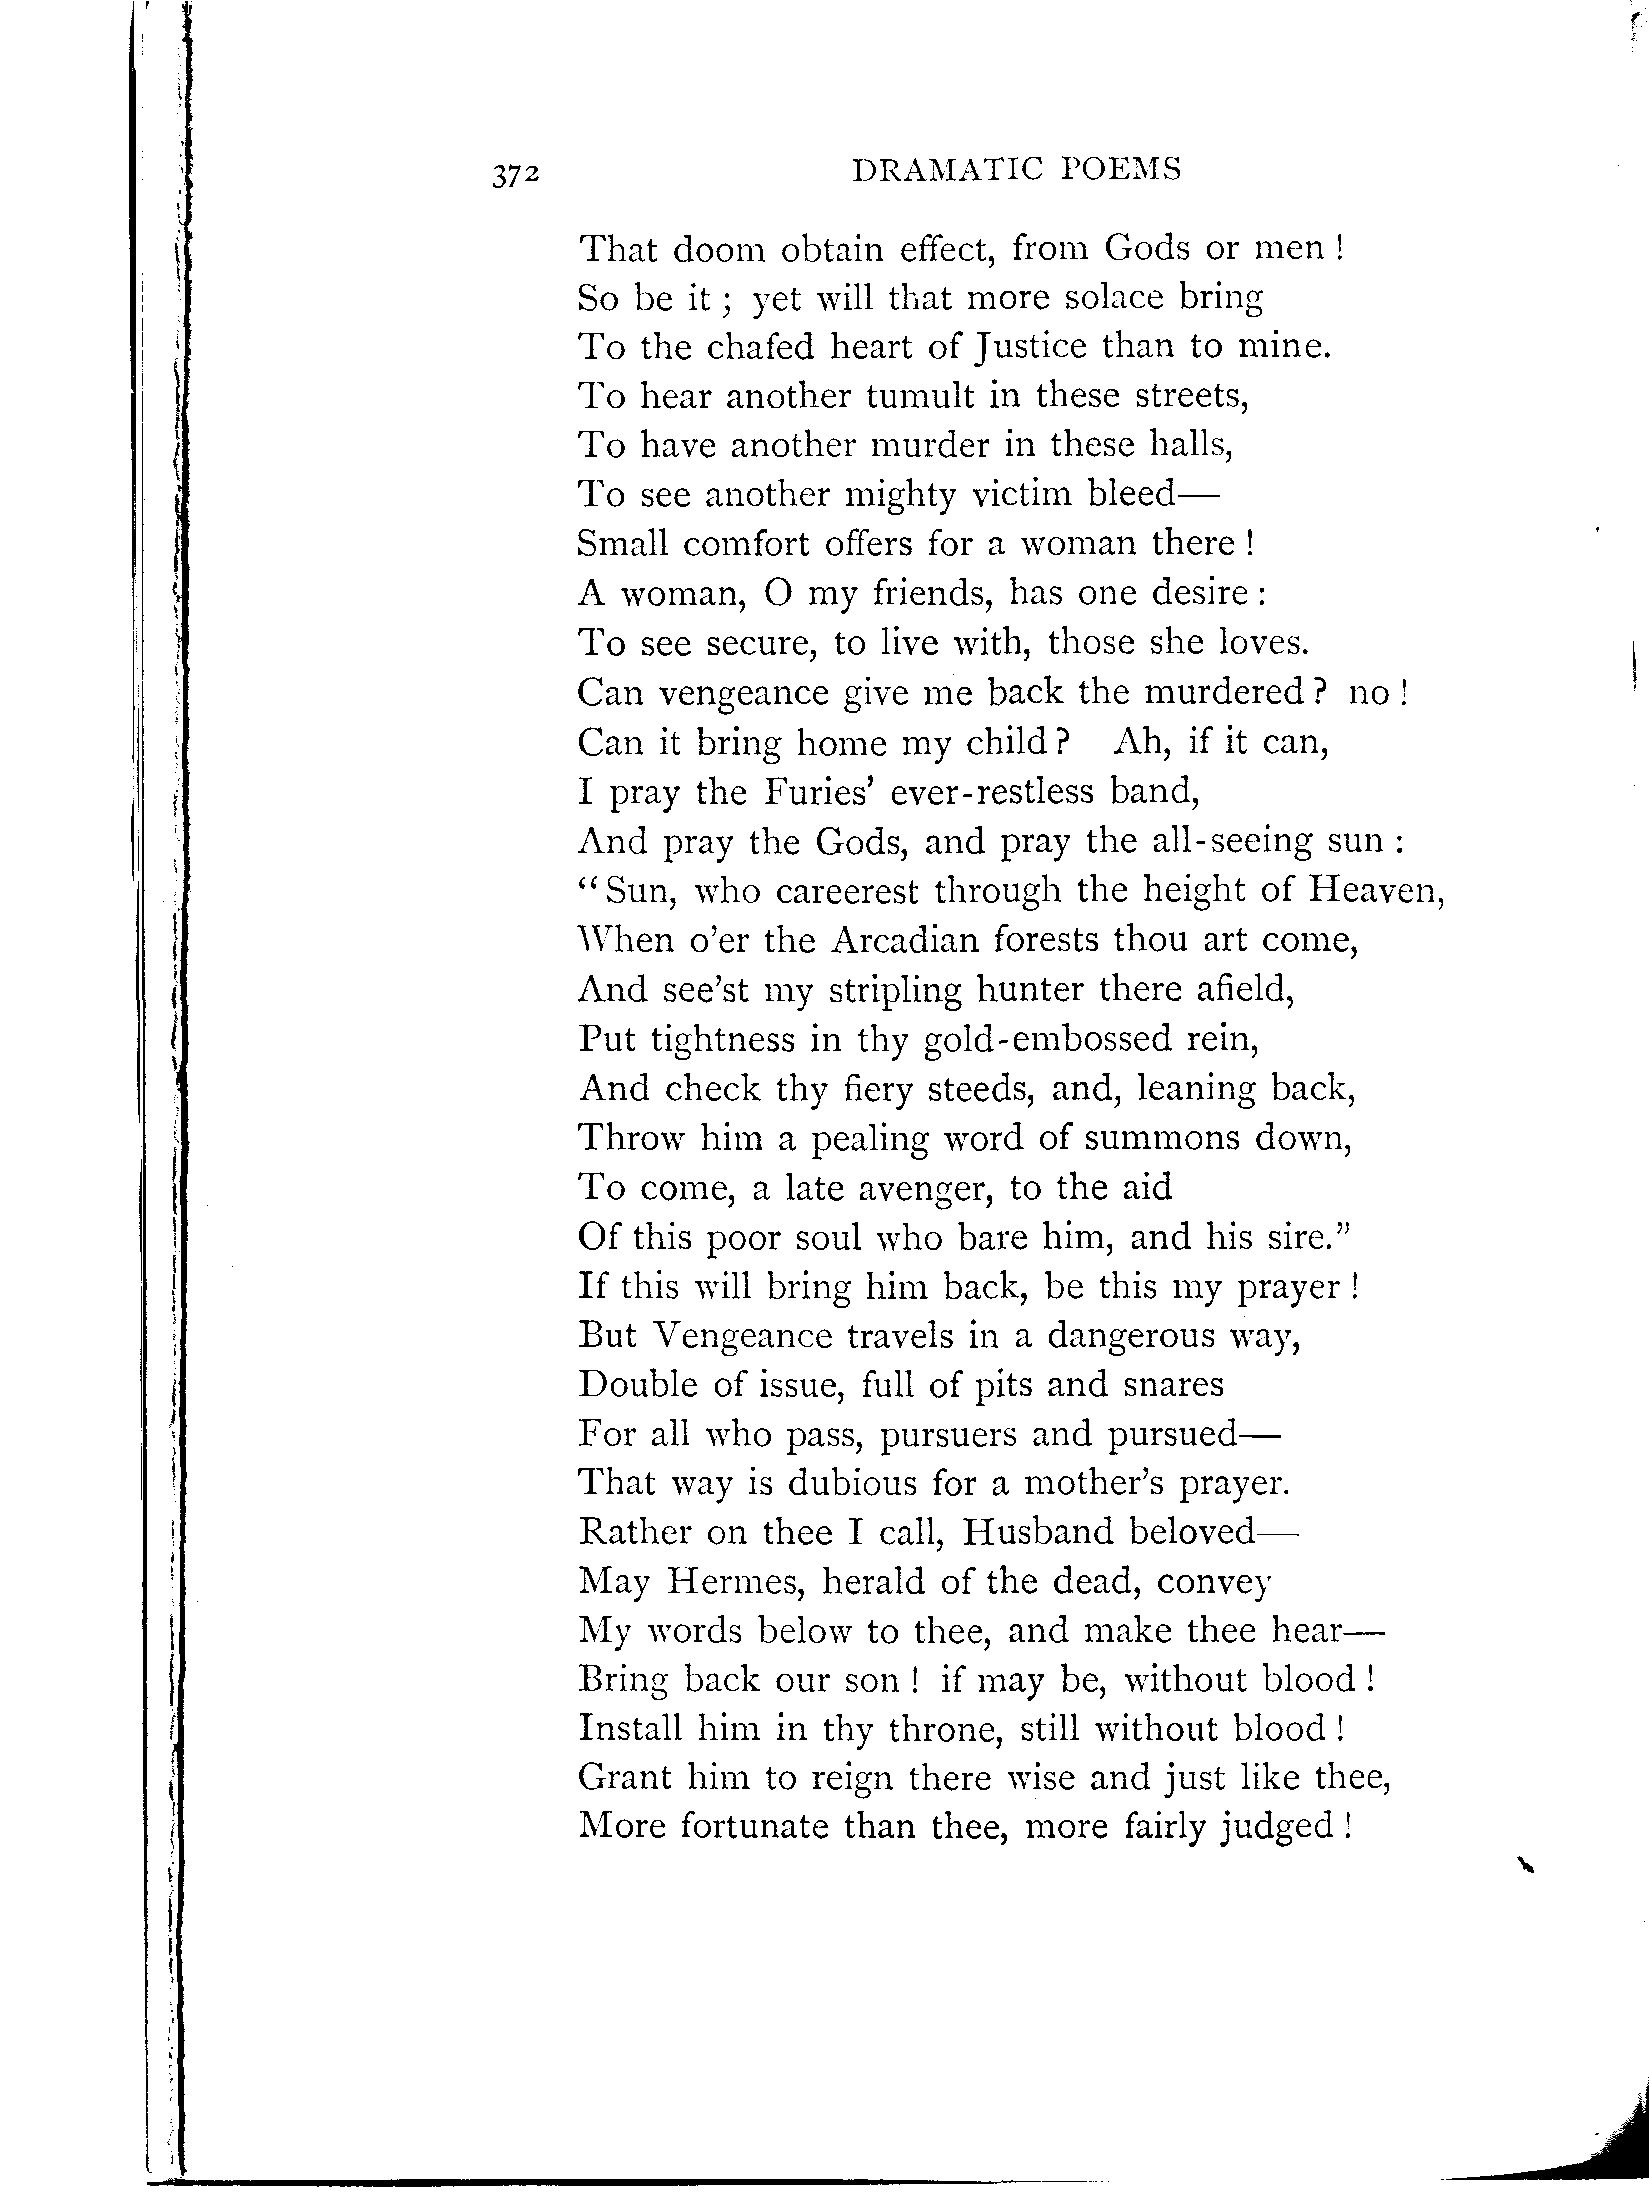 372 DRAMATIC POEMS
That doom obtain effect, from Gods or men !
So be it ; yet will that more solace bring
To the chafed heart of Justice than to mine.
To hear another tumult in these streets,
To have another murder in these halls,
To see another mighty victim bleed—
Small comfort offers for a woman there !
A woman, O my friends, has one desire :
To see secure, to live with, those she loves.
Can vengeance give me back the murdered ? no !
Can it bring home my child ? Ah, if it can,
I pray the Furies’ ever-restless band,
And pray the Gods, and pray the all-seeing sun :
“Sun, who careerest through the height of Heaven,
When o’er the Arcadian forests thou art come,
And see’st my stripling hunter there afield,
Put tightness in thy gold-embossed rein,
And check thy fiery steeds, and, leaning back,
Throw him a pealing word of summons down,
To come, a late avenger, to the aid
Of this poor soul who bare him, and his sire.”
If this will bring him back, be this my prayer !
But Vengeance travels in a dangerous way,
Double of issue, full of pits and snares
For all who pass, pursuers and pursued—
That way is dubious for a mother’s prayer.
Rather on thee I call, Husband beloved—
May Hermes, herald of the dead, convey
My words below to thee, and make thee hear—
Bring back our son ! if may be, without blood !
Install him in thy throne, still without blood !
Grant him to reign there wise and just like thee,
More fortunate than thee, more fairly judged !